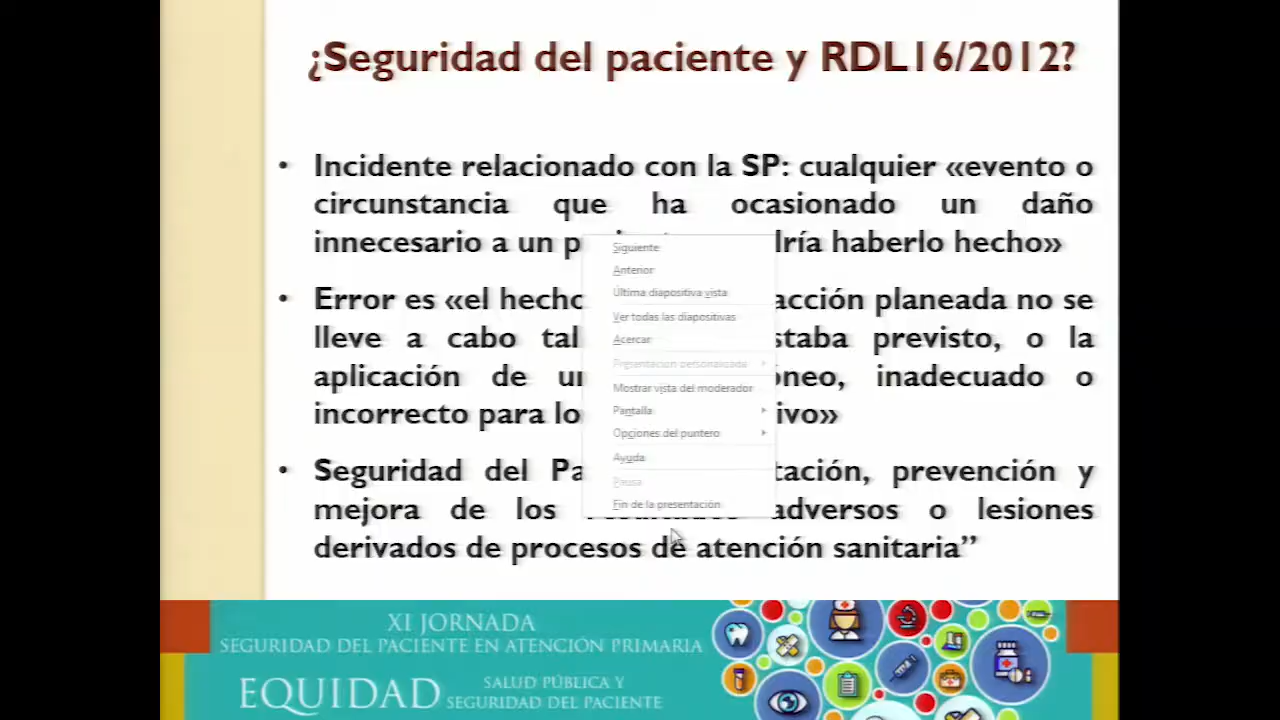 ¿Seguridad del paciente y RDL16/2012?
• Incidente relacionado con la SP: cualquier «evento o
circunstancia que ha ocasionado un daño
innecesario a un p dría haberlo hecho»
• Error es «el hecho acción planeada no se
lleve a cabo tal staba previsto, o la
aplicación de un óneo, inadecuado o
incorrecto para lo ivo»
• Seguridad del Pa tación, prevención y
mejora de los adversos o lesiones
derivados de procesos de atención sanitaria”
Siguiente
Anterior
Última diapositiva vista
Ver todas las diapositivas
Acercar
Presentación personalizada
Mostrar vista del moderador
Pantalla
Opciones del puntero
Ayuda
Pausa
Fin de la presentación
XI JORNADA
SEGURIDAD DEL PACIENTE EN ATENCIÓN PRIMARIA
EQUIDAD
SALUD PÚBLICA Y
SEGURIDAD DEL PACIENTE